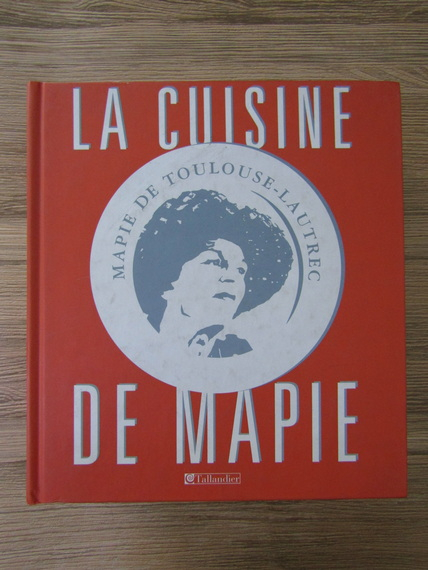 LA CUISINE
MAPIE DE TOULOUSE-LAUTREC
DE MAPIE
Tallandier